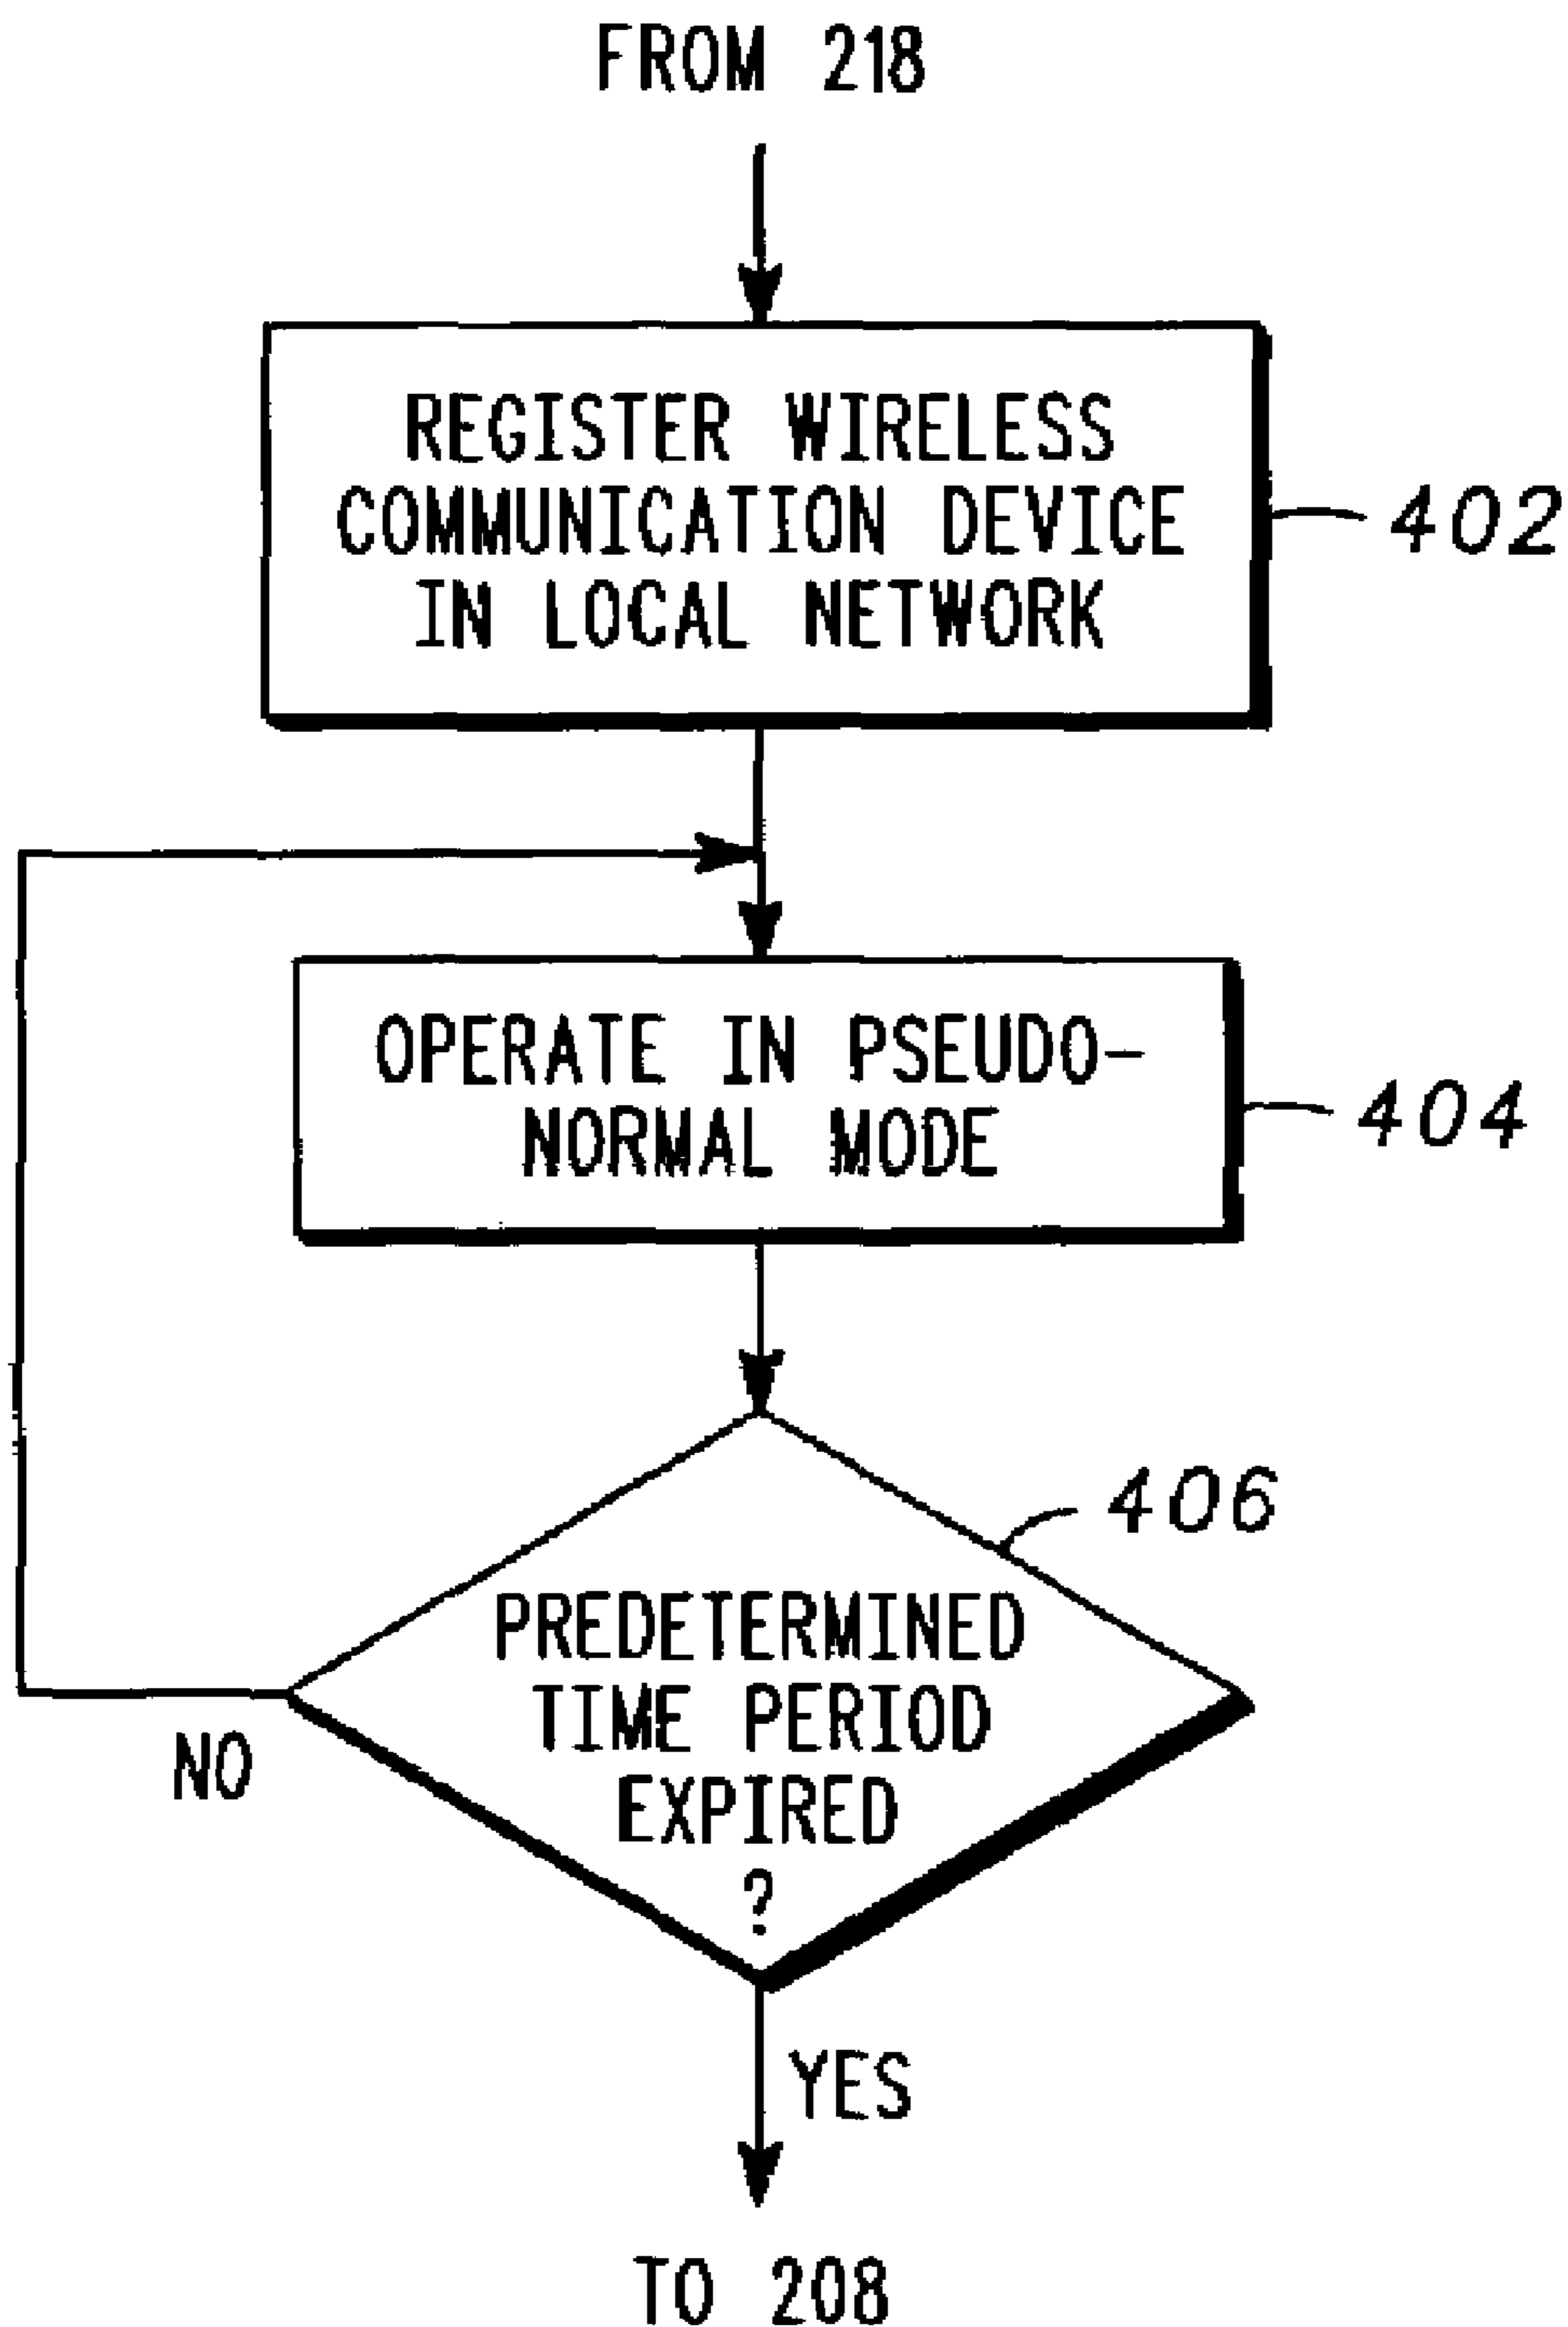 FROM 218
REGISTER WIRELESS
COMMUNICATION DEVICE
IN LOCAL NETWORK
402
OPERATE IN PSEUDO-
NORMAL MODE
404
406
PREDETERMINED
TIME PERIOD
EXPIRED
?
NO
YES
TO 208